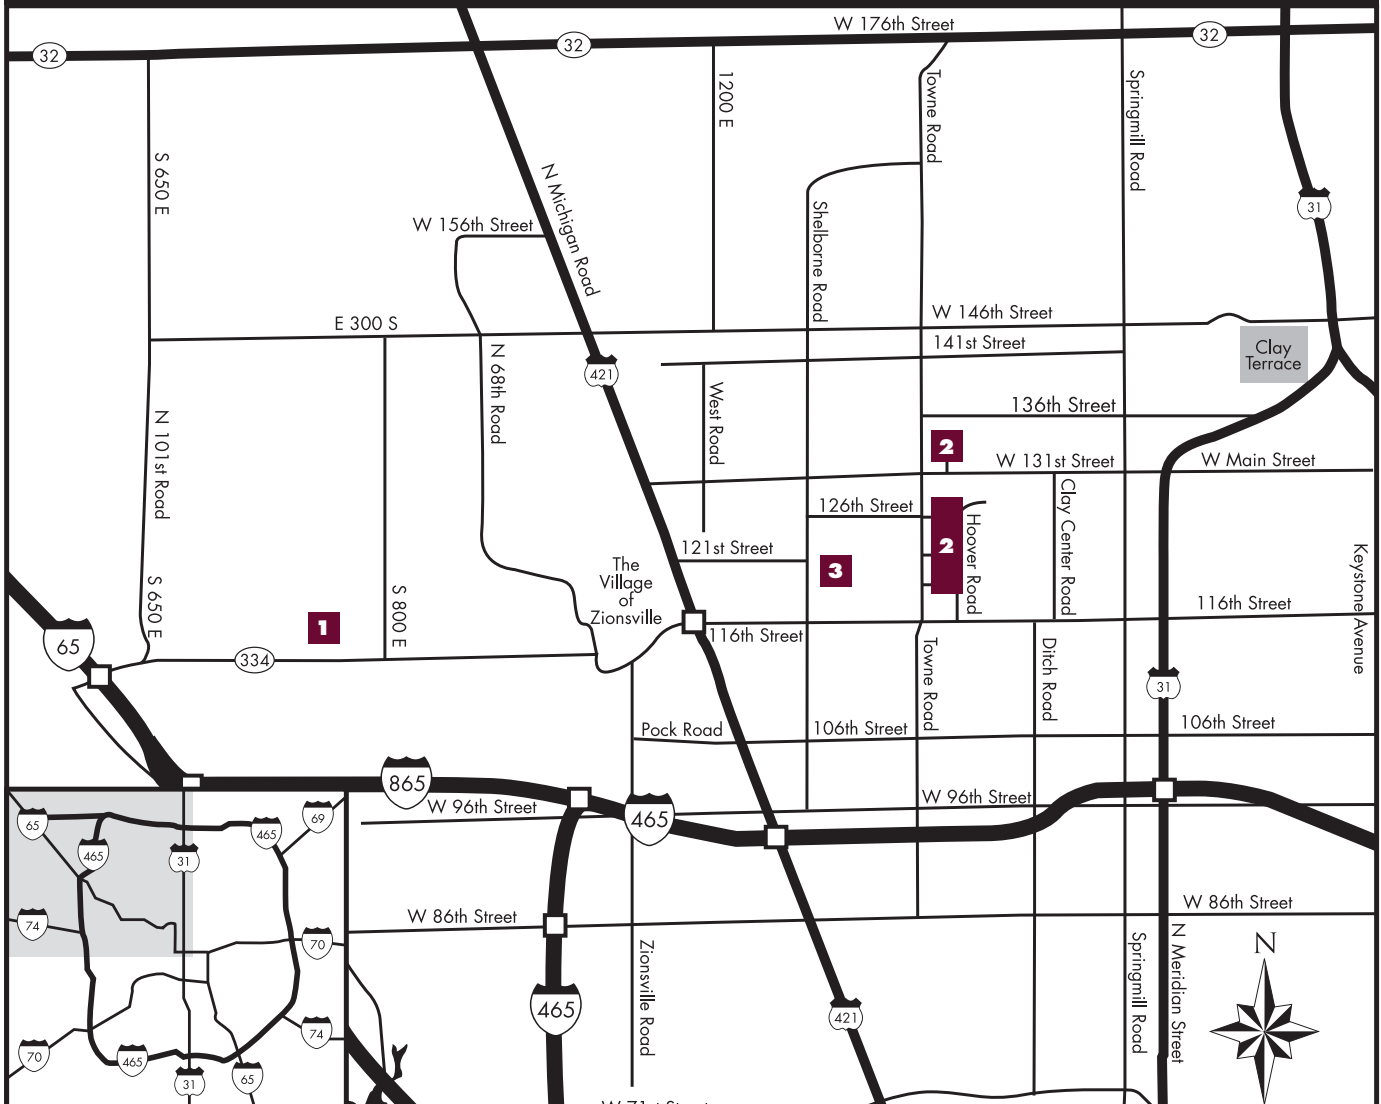 W 176th Street
32
32
32
S 650 E
1200 E
Towne Road
Springmill Road
N Michigan Road
31
W 156th Street
Shelborne Road
E 300 S
W 146th Street
141st Street
Clay
Terrace
N 68th Road
421
West Road
136th Street
N 101st Road
2
W 131st Street
W Main Street
126th Street
Clay Center Road
2
Hoover Road
121st Street
3
The
Village
of
Zionsville
Keystone Avenue
S 650 E
S 800 E
1
116th Street
116th Street
65
334
Towne Road
Ditch Road
31
Pock Road
106th Street
106th Street
865
W 96th Street
465
W 96th Street
65
69
465
465
31
74
70
70
465
31
65
74
W 86th Street
W 86th Street
Zionsville Road
465
421
Springmill Road
N Meridian Street
N
W 71st Street